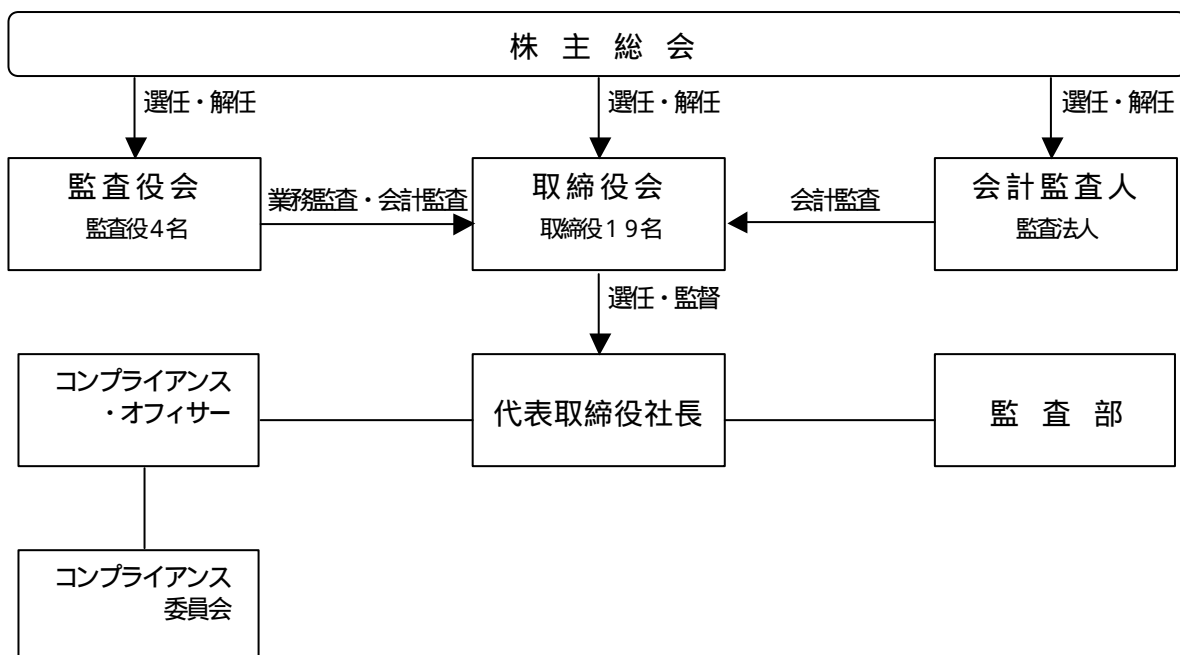 株主総会
選任・解任
選任・解任
選任・解任
監査役会
監査役4名
業務監査・会計監査
取締役会
取締役19名
会計監査
会計監査人
監査法人
選任・監督
コンプライアンス
・オフィサー
代表取締役社長
監査部
コンプライアンス
委員会